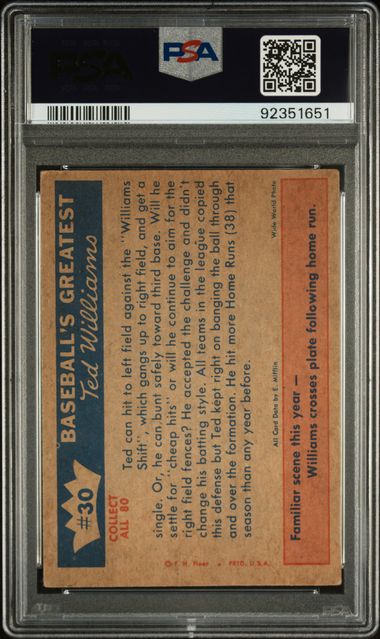 PSA
PSA
92351651
#30
BASEBALL'S GREATEST
Ted Williams
COLLECT
ALL 80
Ted can hit to left field against the "Williams
Shift", which gangs up to right field, and get a
single. Or, he can bunt safely toward third base. Will he
settle for "cheap hits" or will he continue to aim for the
right field fences? He accepted the challenge and didn't
change his batting style. All teams in the league copied
this defense but Ted kept right on banging the ball through
and over the formation. He hit more Home Runs (38) that
season than any year before.
All Card Data by E. Mifflin
Wide World Photo
Familiar scene this year —
Williams crosses plate following home run.
© F. H. Fleer • PRTD. U.S.A.